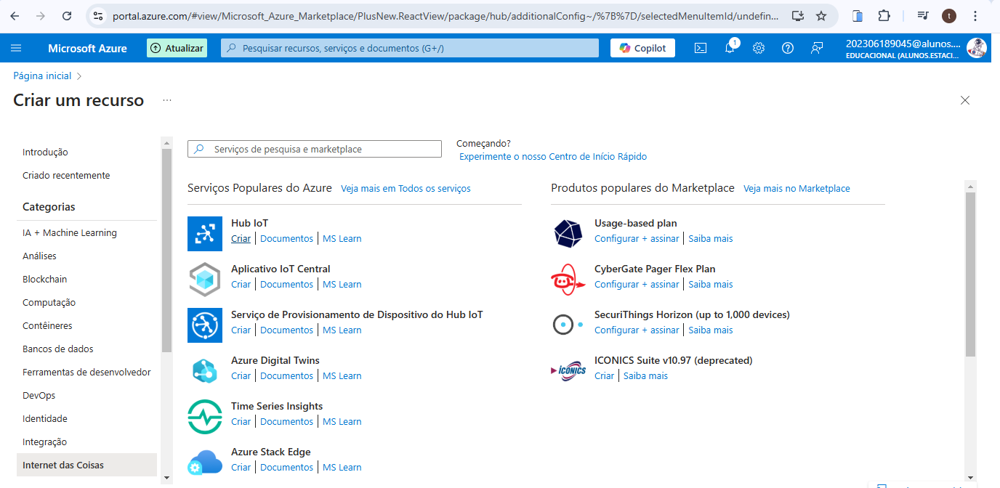 portal.azure.com/#view/Microsoft_Azure_Marketplace/PlusNew.ReactView/package/hub/additionalConfig~/%7B%7D/selectedMenuItemId/undefin...
t
Microsoft Azure
Atualizar
Pesquisar recursos, serviços e documentos (G+/)
Copilot
1
202306189045@alunos....
EDUCACIONAL (ALUNOS.ESTACI...
Página inicial >
Criar um recurso
...
Introdução
Criado recentemente
Categorias
IA + Machine Learning
Análises
Blockchain
Computação
Contêineres
Bancos de dados
Ferramentas de desenvolvedor
DevOps
Identidade
Integração
Internet das Coisas
Serviços de pesquisa e marketplace
Começando?
Experimente o nosso Centro de Início Rápido
Serviços Populares do Azure Veja mais em Todos os serviços
Hub IoT
Criar | Documentos | MS Learn
Aplicativo IoT Central
Criar | Documentos | MS Learn
Serviço de Provisionamento de Dispositivo do Hub IoT
Criar | Documentos | MS Learn
Azure Digital Twins
Criar | Documentos | MS Learn
Time Series Insights
Criar | Documentos | MS Learn
Azure Stack Edge
Criar | Documentos | MS Learn
Produtos populares do Marketplace Veja mais no Marketplace
Usage-based plan
Configurar + assinar | Saiba mais
CyberGate Pager Flex Plan
Configurar + assinar | Saiba mais
SecuriThings Horizon (up to 1,000 devices)
Configurar + assinar | Saiba mais
ICONICS
ICONICS Suite v10.97 (deprecated)
Criar | Saiba mais